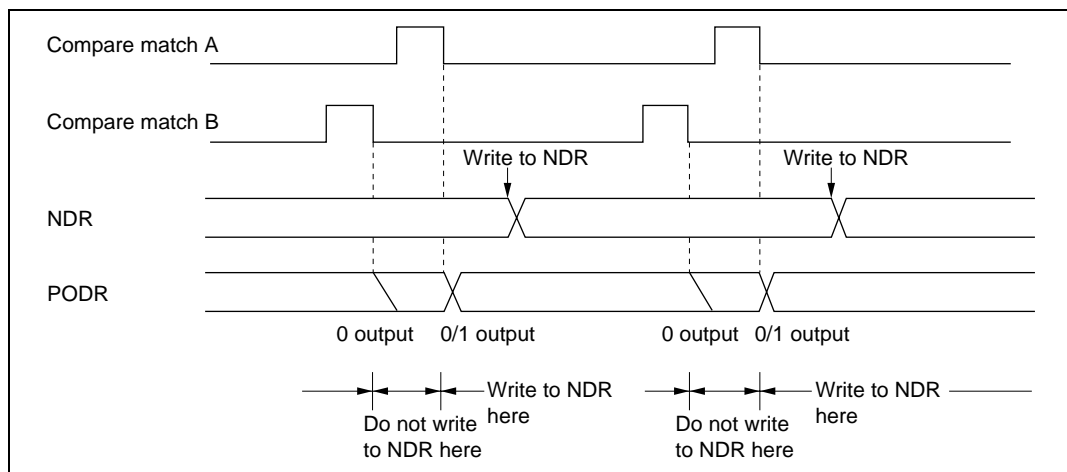 Compare match A
Compare match B
Write to NDR
Write to NDR
NDR
PODR
0 output
0/1 output
0 output
0/1 output
Write to NDR
here
Do not write
to NDR here
Write to NDR
here
Do not write
to NDR here